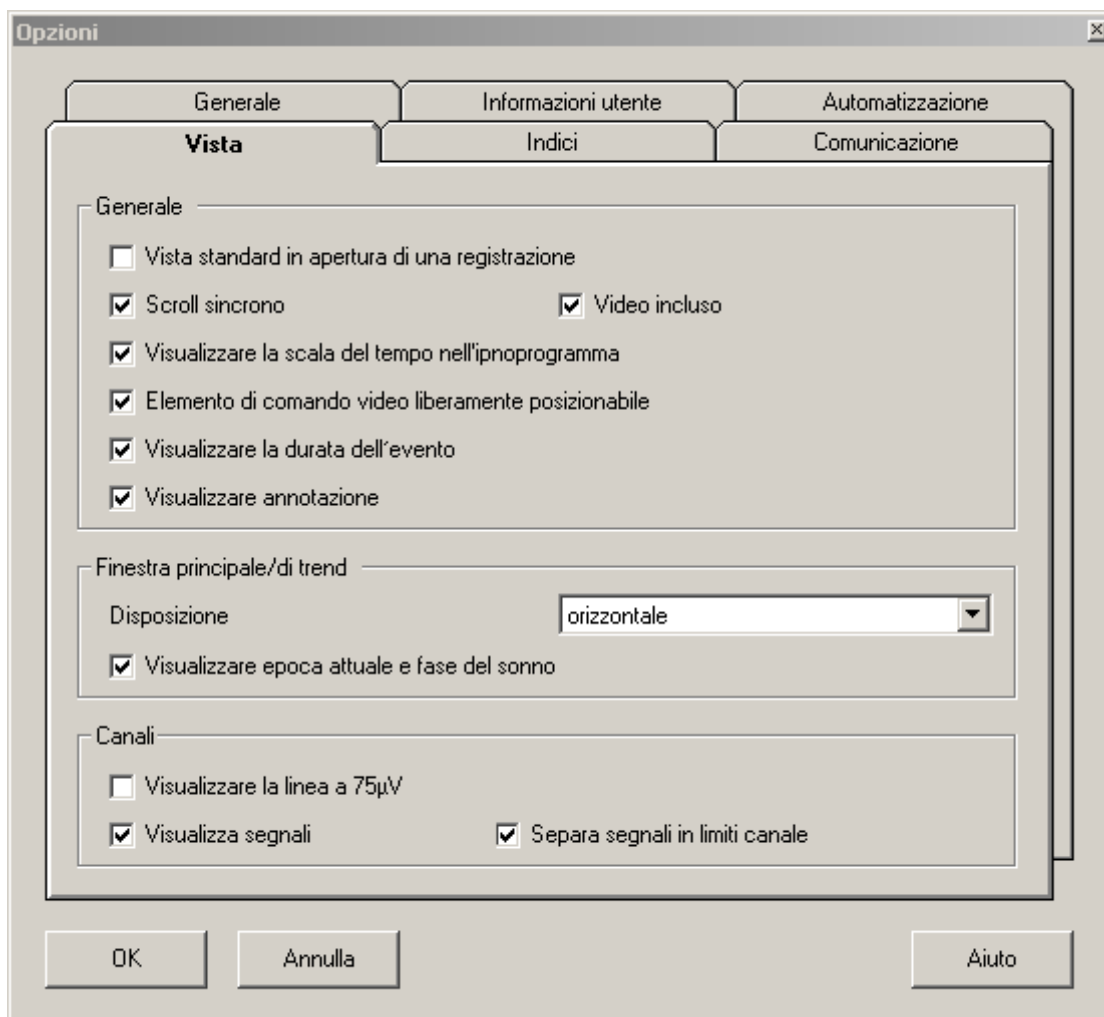 Opzioni
Generale Informazioni utente Automatizzazione
Vista Indici Comunicazione
Generale
Vista standard in apertura di una registrazione
Scroll sincrono Video incluso
Visualizzare la scala del tempo nell'ipnoprogramma
Elemento di comando video liberamente posizionabile
Visualizzare la durata dell´evento
Visualizzare annotazione
Finestra principale/di trend
Disposizione orizzontale
Visualizzare epoca attuale e fase del sonno
Canali
Visualizzare la linea a 75µV
Visualizza segnali Separa segnali in limiti canale
OK Annulla Aiuto